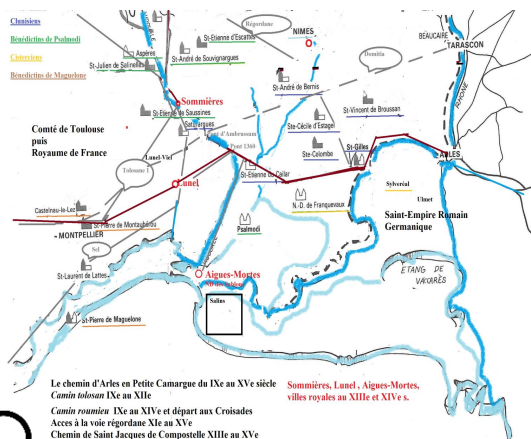 Clunisiens
Bénédictins de Psalmodi
Cisterciens
Bénédictins de Maguelone
Régordane
NIMES
BEAUCAIRE
TARASCON
Aspères
St-Etienne d'Escattes
St-Julien de Salinelles
St-André de Souvignargues
Domitia
RHONE
Sommières
St-André de Bernis
St-Etienne de Saussines
St-Vincent de Broussan
Comté de Toulouse
puis
Royaume de France
Pont d'Ambrussum
Pont 1360
Ste-Cécile d'Estagel
Lunel-Viel
Ste-Colombe
St-Gilles
ARLES
Tolosane I
St-Etienne du Cailar
Lunel
Sylvéréal
Ulmet
Castelnau-le-Lez
N.-D. de Franquevaux
Saint-Empire Romain
Germanique
St-Pierre de Montaubérou
MONTPELLIER
Psalmodi
Sel
St-Laurent de Lattes
Aigues-Mortes
ETANG DE
VACCARÈS
Salins
St-Pierre de Maguelone
Le chemin d'Arles en Petite Camargue du IXe au XVe siècle
Camin tolosan IXe au XIIe
Sommières, Lunel , Aigues-Mortes,
villes royales au XIIIe et XIVe s.
Camin roumieu IXe au XIVe et départ aux Croisades
Acces à la voie régordane XIe au XVe
Chemin de Saint Jacques de Compostelle XIIIe au XVe